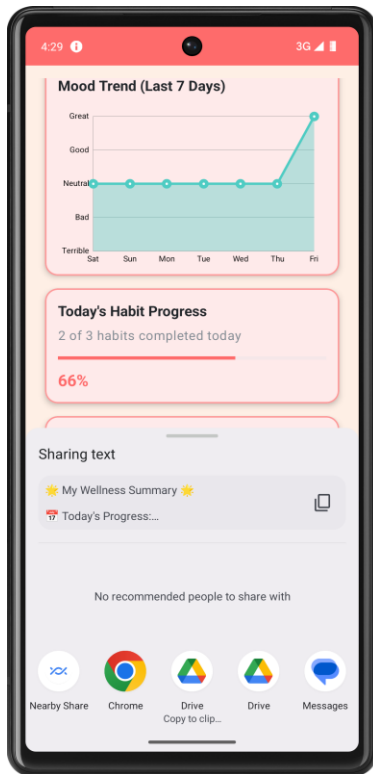 4:29
3G
Mood Trend (Last 7 Days)
Great
Good
Neutral
Bad
Terrible
Sat Sun Mon Tue Wed Thu Fri
Today's Habit Progress
2 of 3 habits completed today
66%
Sharing text
🌟 My Wellness Summary 🌟
📅 Today's Progress:…
No recommended people to share with
Nearby Share Chrome Drive Drive Messages
Copy to clip…